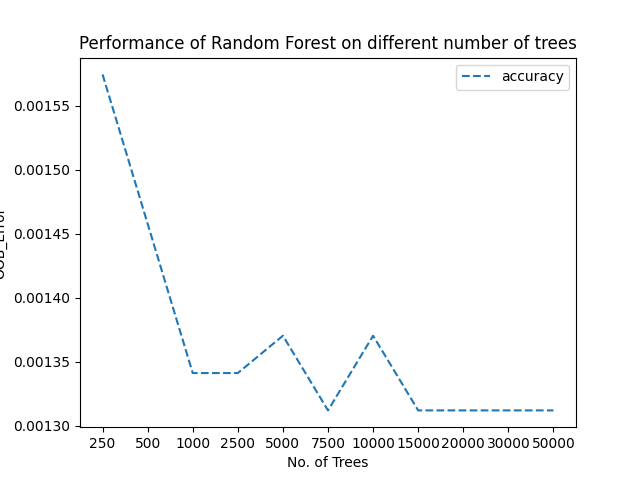 Performance of Random Forest on different number of trees
accuracy
0.00155
0.00150
0.00145
0.00140
0.00135
0.00130
OOB_Error
250 500 1000 2500 5000 7500 10000 15000 20000 30000 50000
No. of Trees